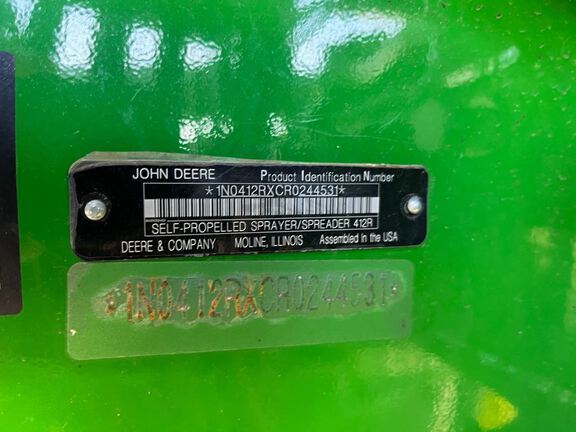 JOHN DEERE Product Identification Number
*1N0412RXCR0244531*
SELF-PROPELLED SPRAYER/SPREADER 412R
DEERE & COMPANY MOLINE, ILLINOIS Assembled in the USA
*1N0412RXCR0244531*